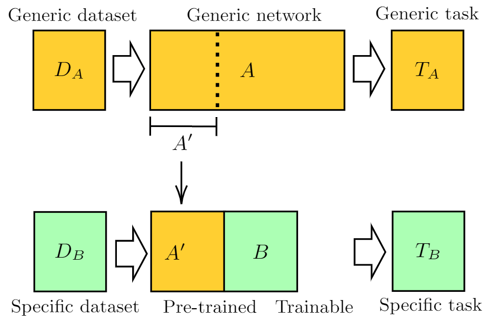 Generic dataset Generic network Generic task
D_A A T_A
A′
D_B A′ B T_B
Specific dataset Pre-trained Trainable Specific task